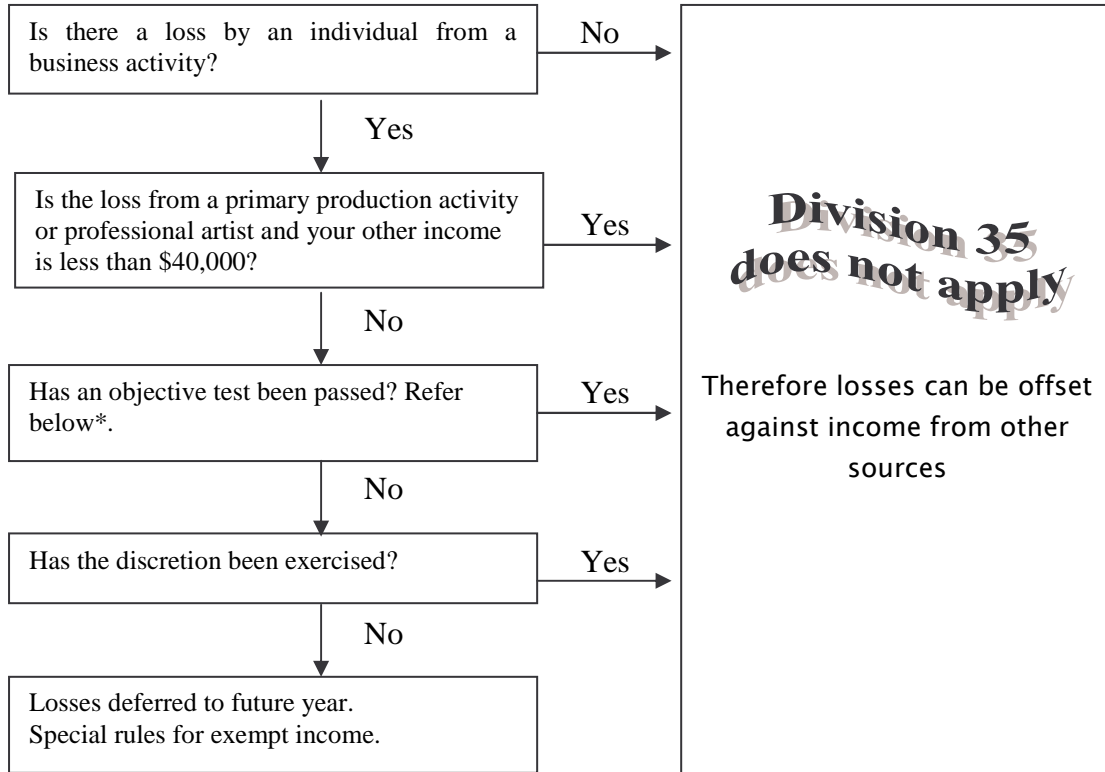 Is there a loss by an individual from a
business activity?
No
Yes
Is the loss from a primary production activity
or professional artist and your other income
is less than $40,000?
Yes
No
Has an objective test been passed? Refer
below*.
Yes
No
Has the discretion been exercised?
Yes
No
Losses deferred to future year.
Special rules for exempt income.
Division 35
does not apply
Therefore losses can be offset
against income from other
sources